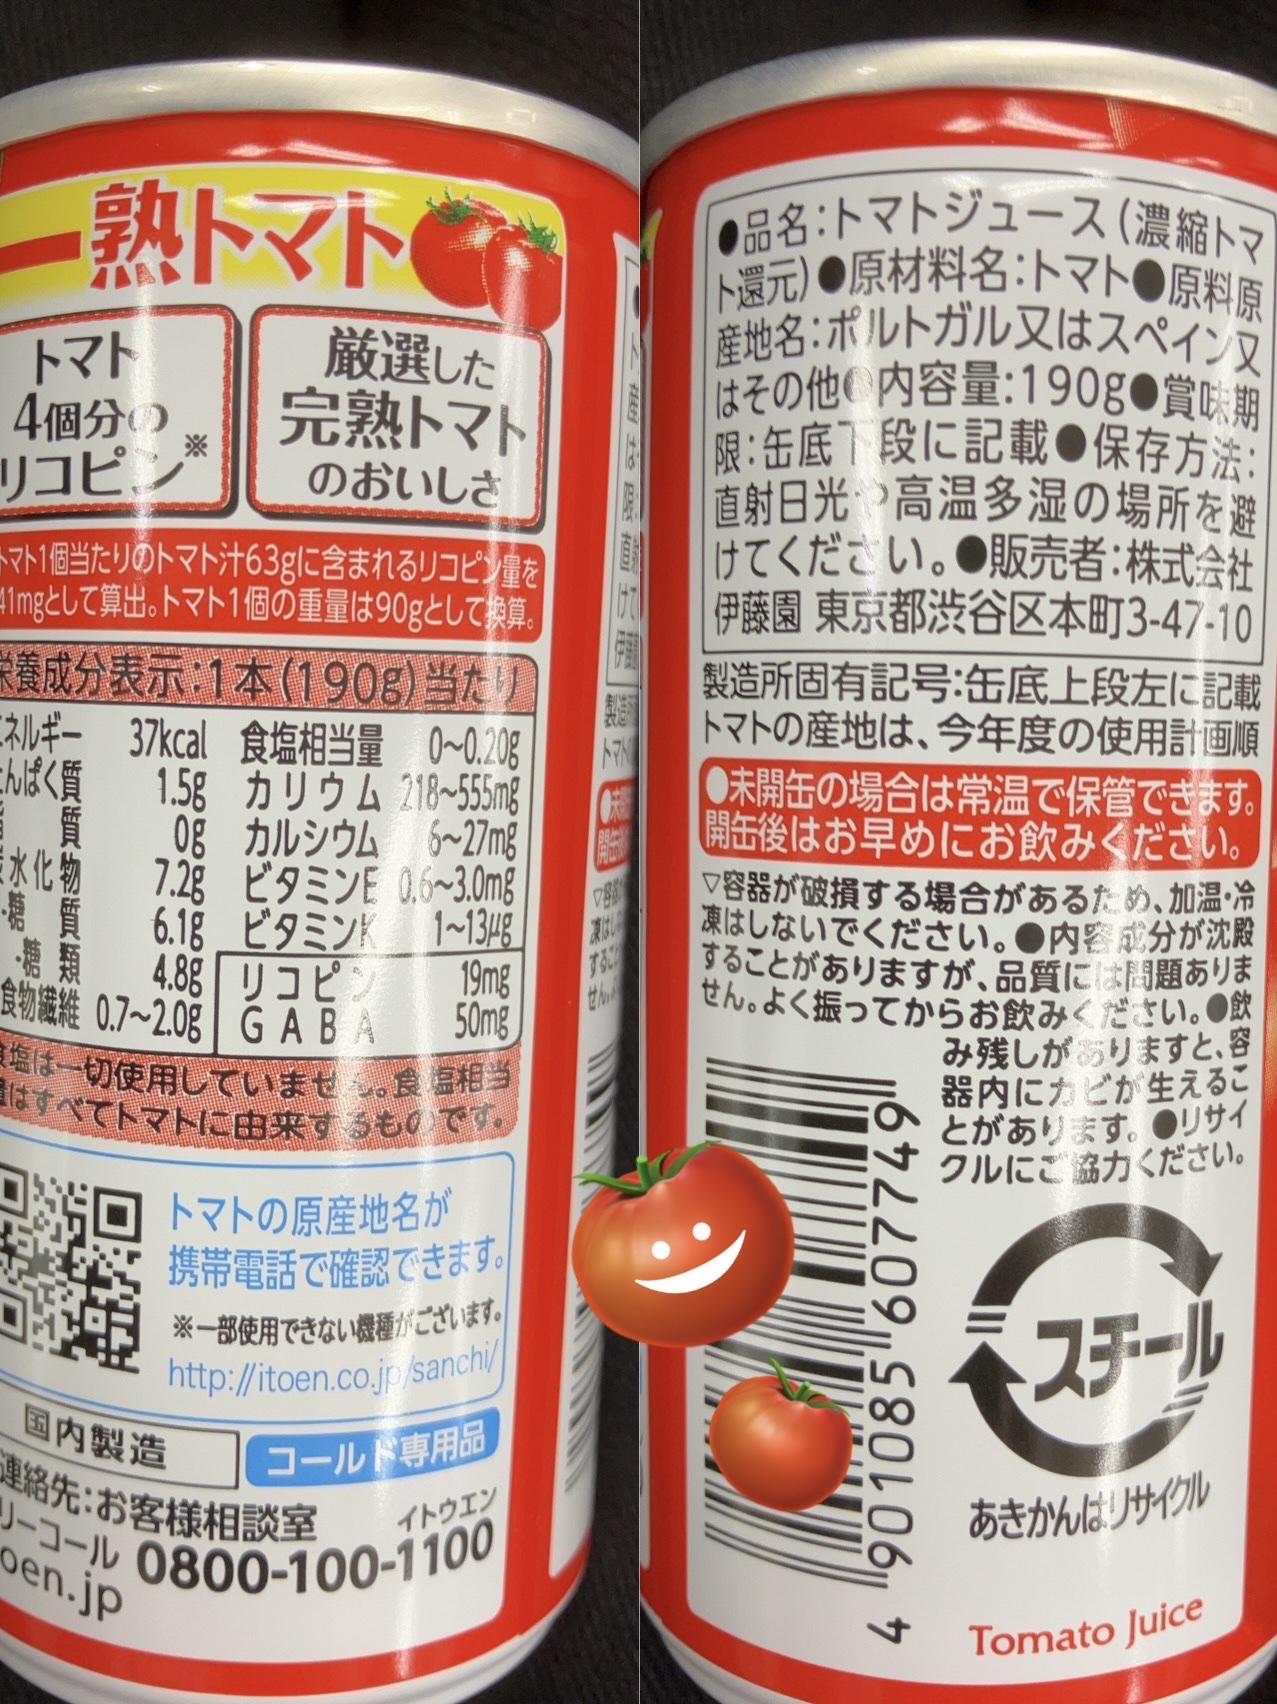 ー熟トマト
トマト
4個分の
リコピン※
厳選した
完熟トマト
のおいしさ
トマト1個当たりのトマト汁63gに含まれるリコピン量を
41mgとして算出。トマト1個の重量は90gとして換算。
栄養成分表示:1本(190g)当たり
エネルギー 37kcal
たんぱく質 1.5g
脂質 0g
炭水化物 7.2g
-糖質 6.1g
-糖類 4.8g
食物繊維 0.7〜2.0g
食塩相当量 0〜0.20g
カリウム 218〜555mg
カルシウム 6〜27mg
ビタミンE 0.6〜3.0mg
ビタミンK 1〜13μg
リコピン 19mg
GABA 50mg
食塩は一切使用していません。食塩相当
量はすべてトマトに由来するものです。
トマトの原産地名が
携帯電話で確認できます。
※一部使用できない機種がございます。
http://itoen.co.jp/sanchi/
国内製造
コールド専用品
連絡先:お客様相談室
リーコール
イトウエン
0800-100-1100
oen.jp
●品名:トマトジュース(濃縮トマ
ト還元)●原材料名:トマト●原料原
産地名:ポルトガル又はスペイン又
はその他●内容量:190g●賞味期
限:缶底下段に記載●保存方法:
直射日光や高温多湿の場所を避
けてください。●販売者:株式会社
伊藤園 東京都渋谷区本町3-47-10
製造所固有記号:缶底上段左に記載
トマトの産地は、今年度の使用計画順
●未開缶の場合は常温で保管できます。
開缶後はお早めにお飲みください。
▽容器が破損する場合があるため、加温・冷
凍はしないでください。●内容成分が沈殿
することがありますが、品質には問題ありま
せん。よく振ってからお飲みください。●飲
み残しがありますと、容
器内にカビが生えるこ
とがあります。●リサイ
クルにご協力ください。
4 901085 607749
スチール
あきかんはリサイクル
Tomato Juice